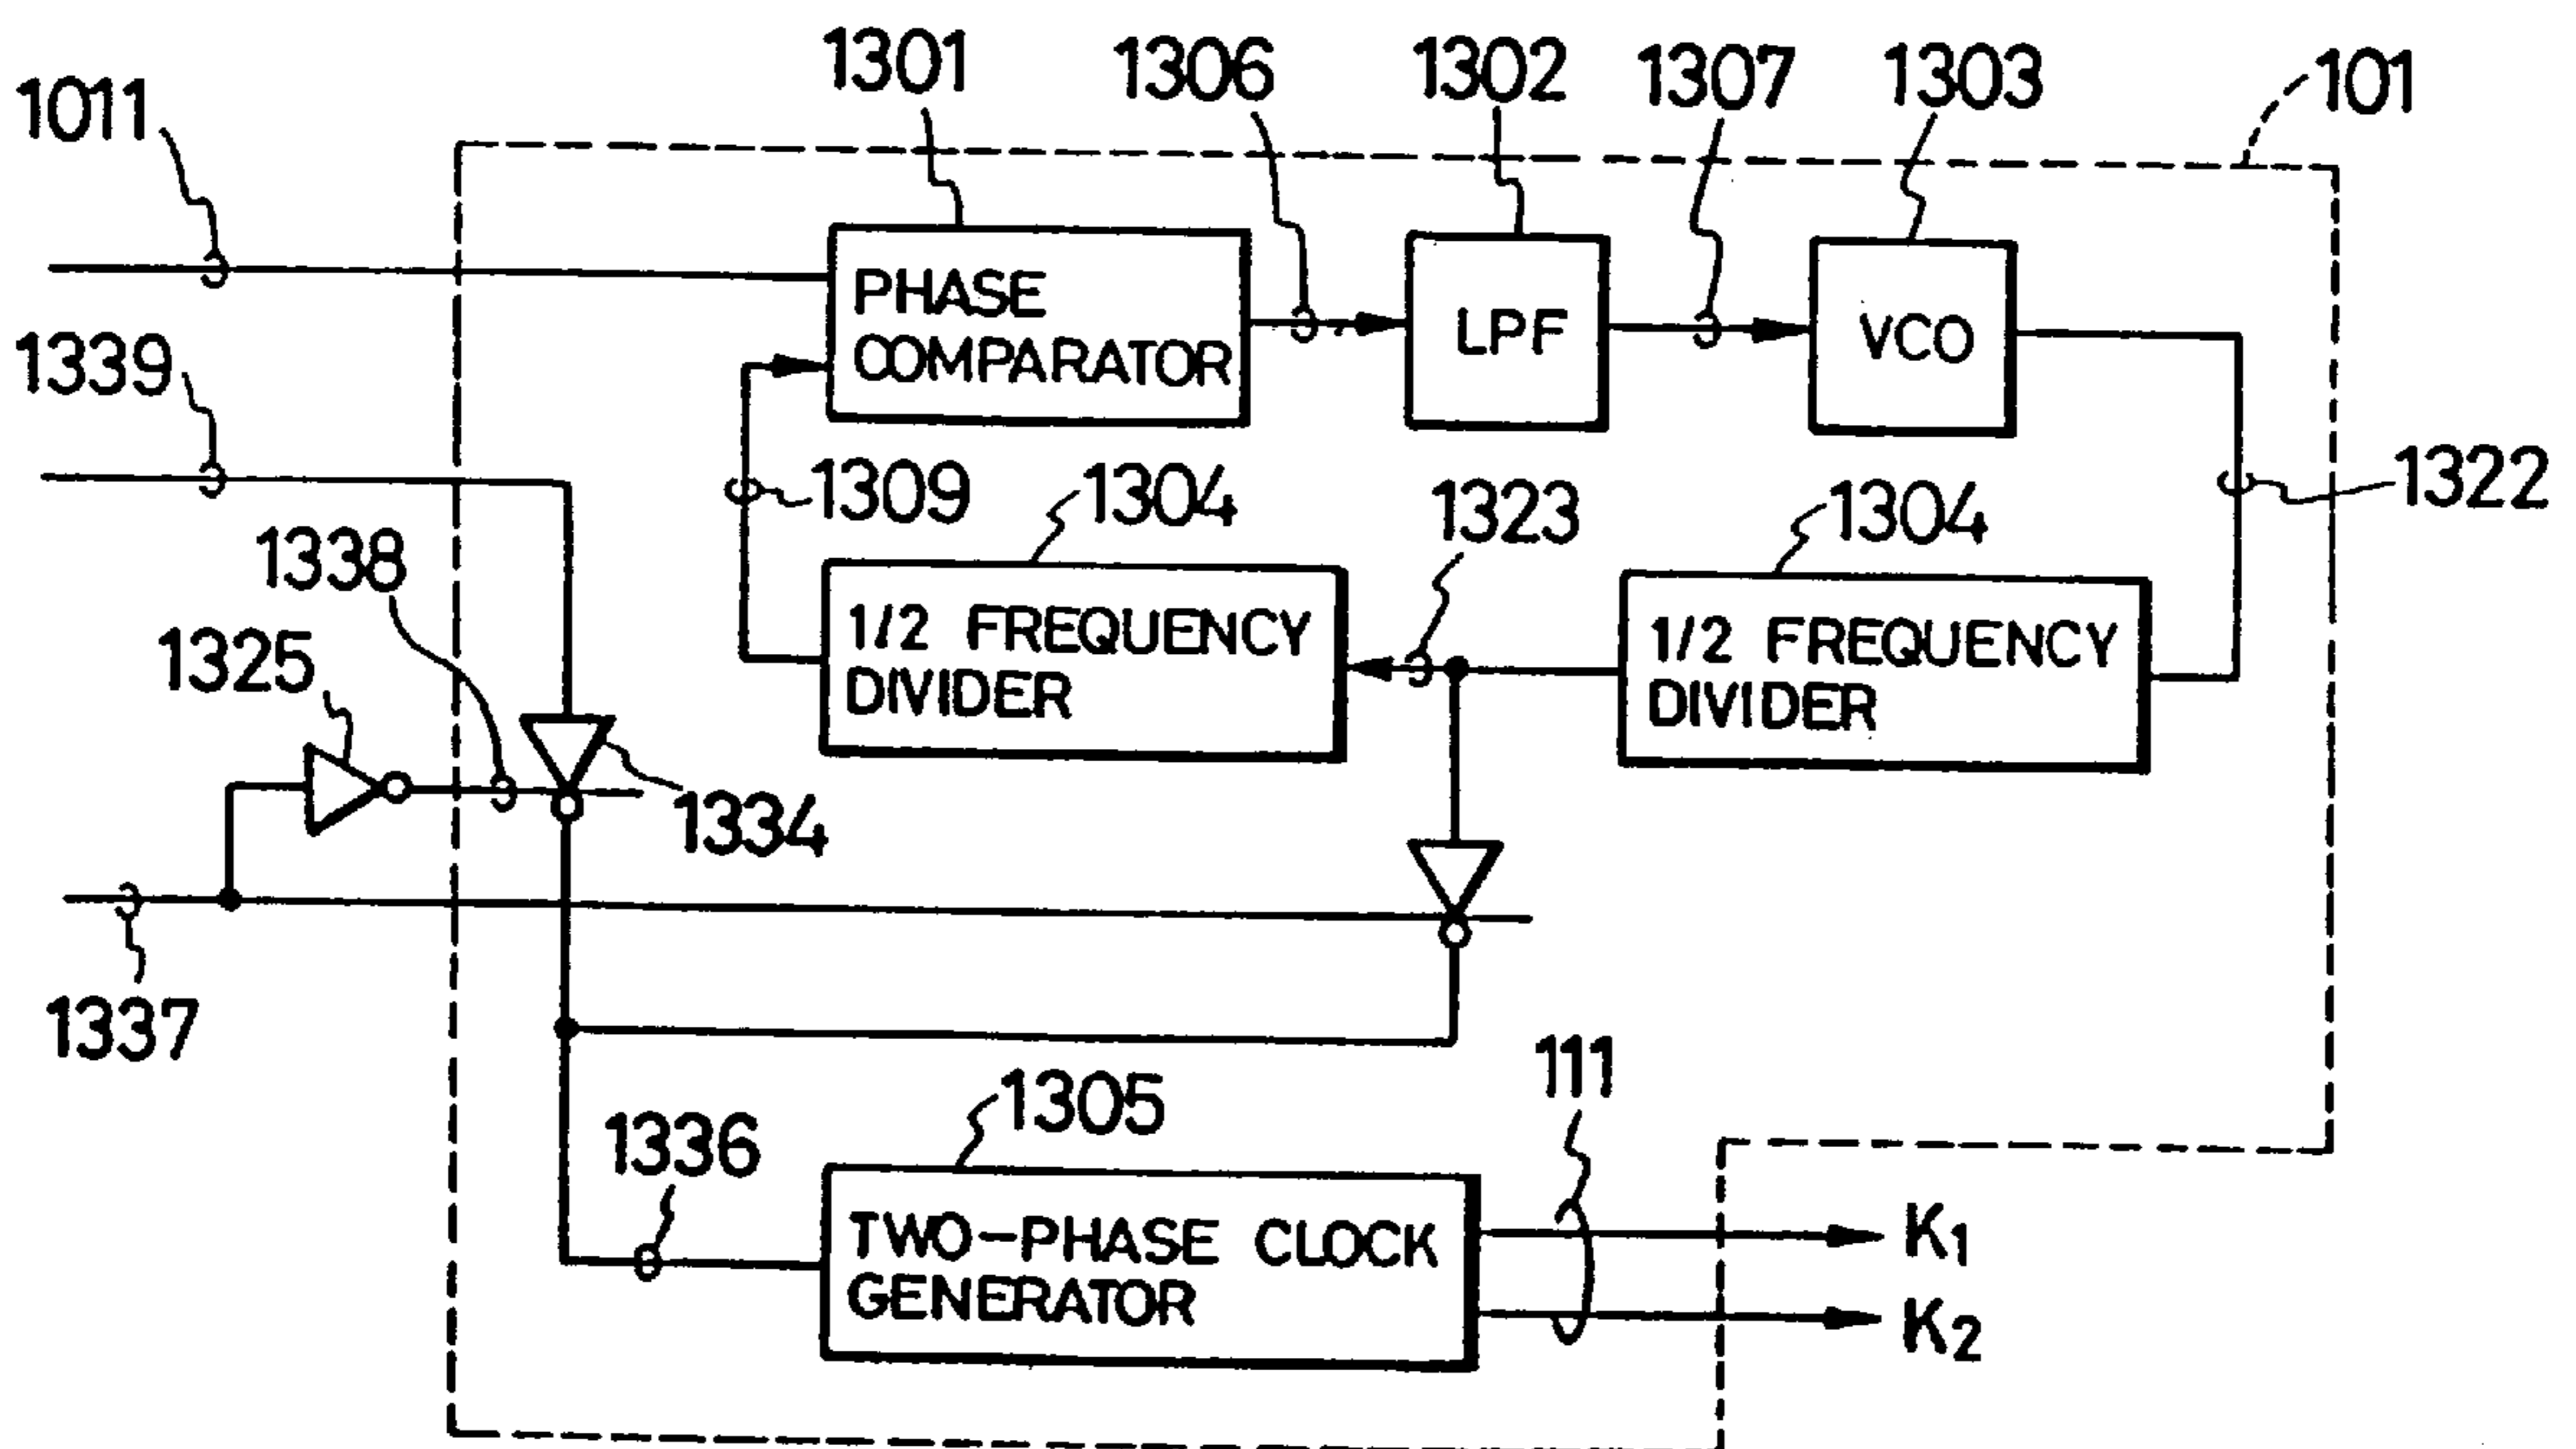 1301
1306
1302
1307
1303
101
1011
PHASE
COMPARATOR
LPF
VCO
1339
1309
1304
1323
1304
1322
1338
1/2 FREQUENCY
DIVIDER
1/2 FREQUENCY
DIVIDER
1325
1334
1337
1336
1305
111
TWO-PHASE CLOCK
GENERATOR
K1
K2